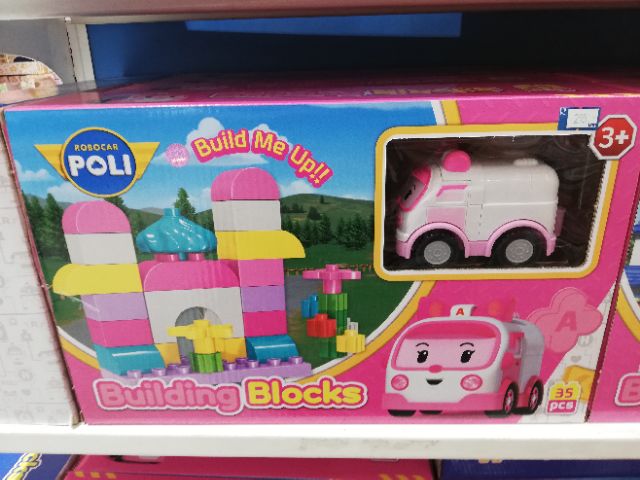 ROBOCAR
POLI
Build Me Up!!
3+
A
A
Building Blocks
35
pcs